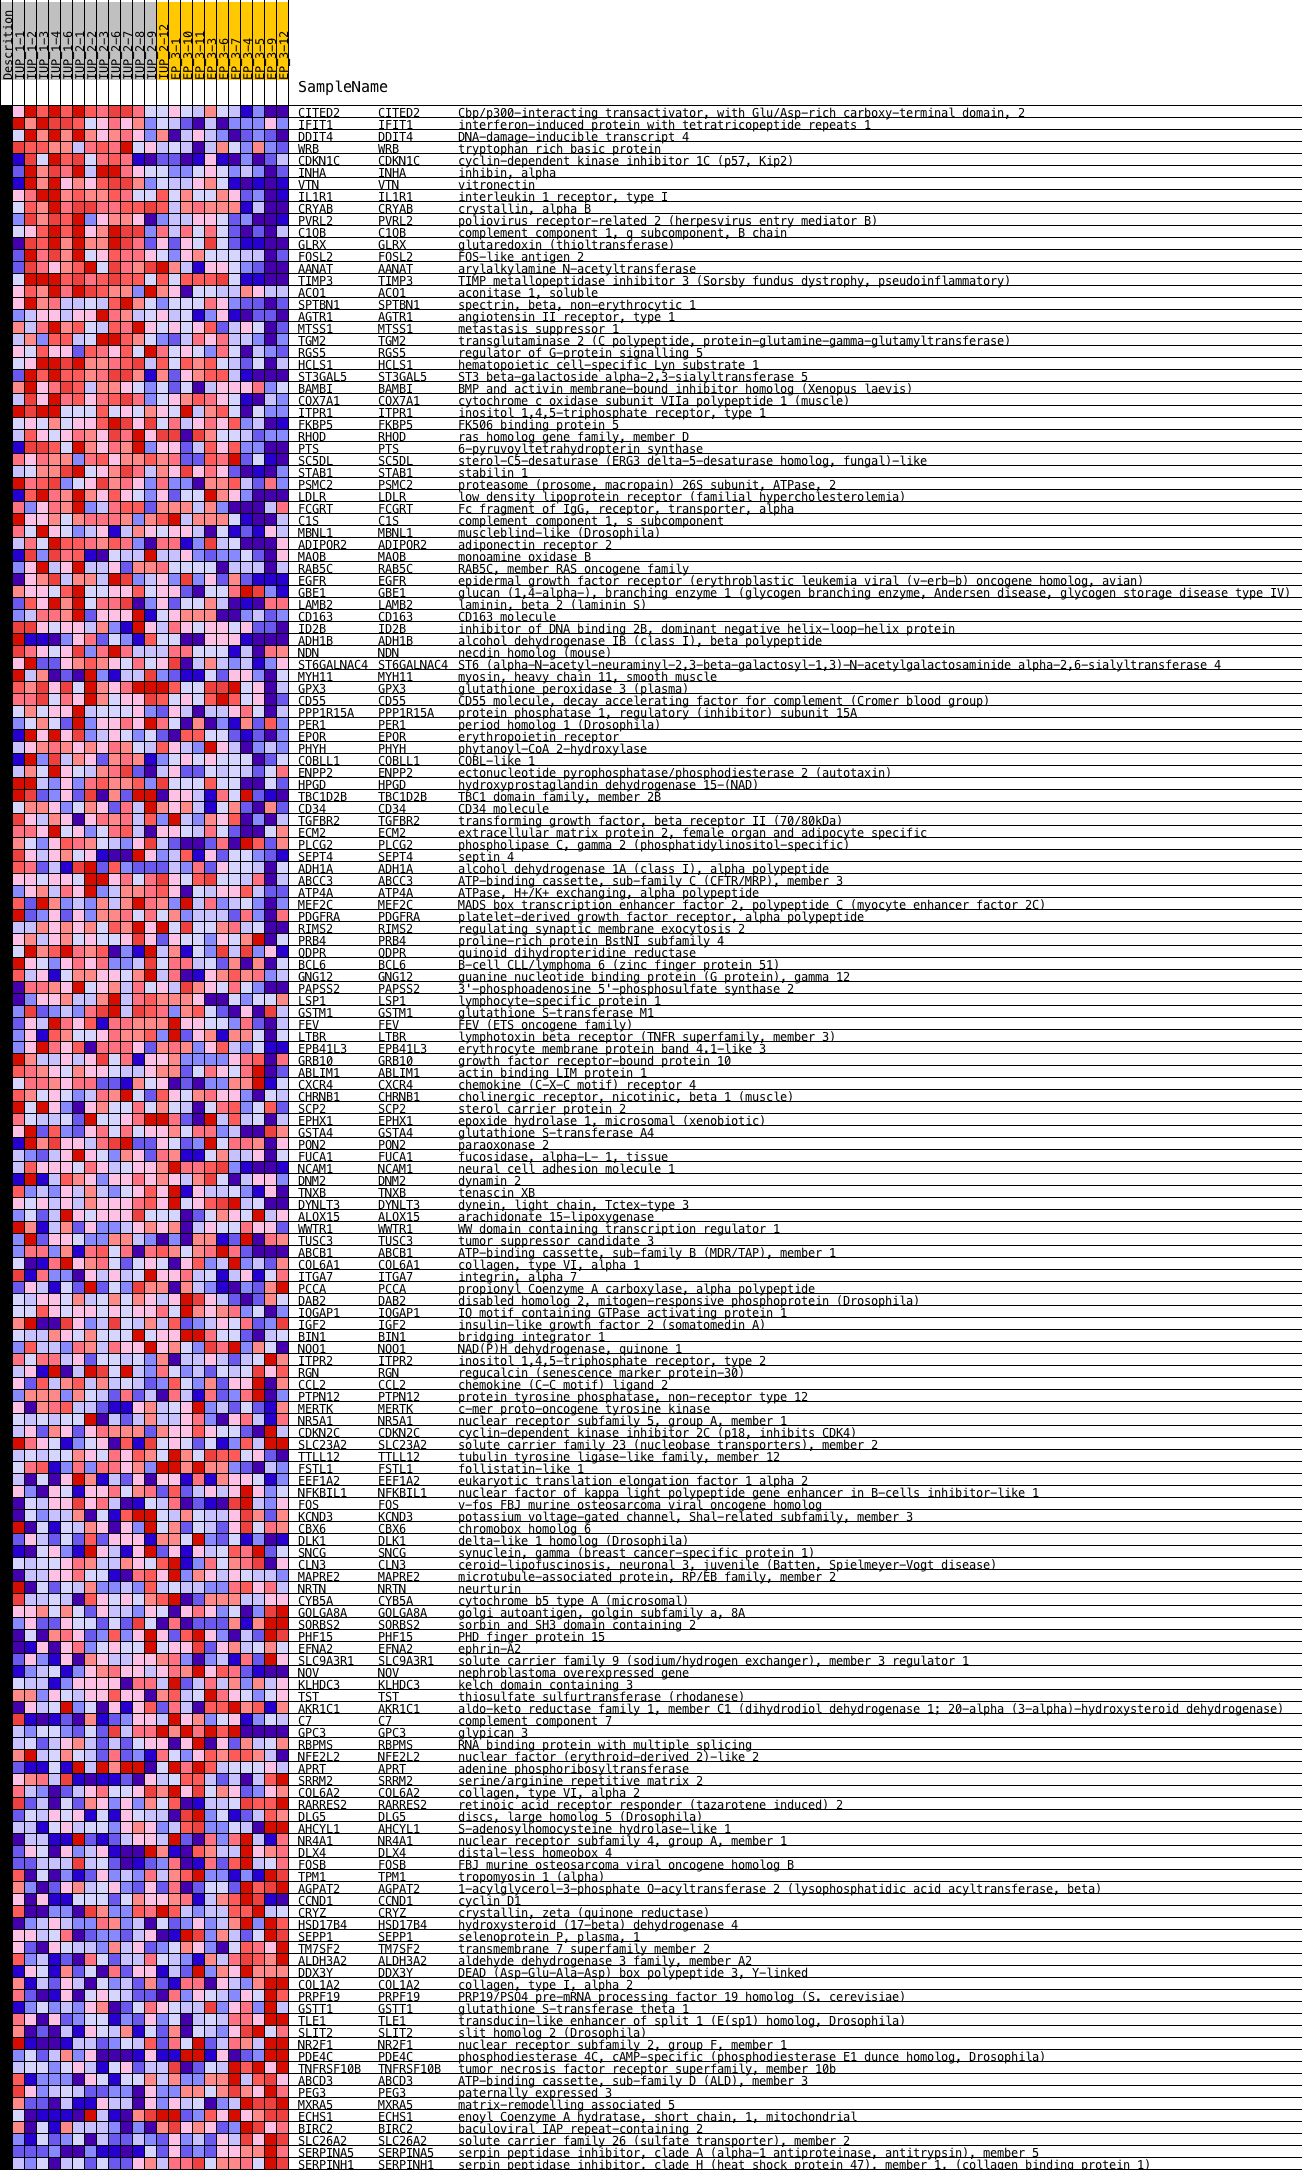 Descrition
IUP_1-1
IUP_1-2
IUP_1-3
IUP_1-4
IUP_1-6
IUP_2-1
IUP_2-2
IUP_2-3
IUP_2-6
IUP_2-7
IUP_2-8
IUP_2-9
IUP_2-12
EP_3-1
EP_3-10
EP_3-11
EP_3-3
EP_3-6
EP_3-7
EP_3-4
EP_3-5
EP_3-9
EP_3-12
SampleName
CITED2 CITED2 Cbp/p300-interacting transactivator, with Glu/Asp-rich carboxy-terminal domain, 2
IFIT1 IFIT1 interferon-induced protein with tetratricopeptide repeats 1
DDIT4 DDIT4 DNA-damage-inducible transcript 4
WRB WRB tryptophan rich basic protein
CDKN1C CDKN1C cyclin-dependent kinase inhibitor 1C (p57, Kip2)
INHA INHA inhibin, alpha
VTN VTN vitronectin
IL1R1 IL1R1 interleukin 1 receptor, type I
CRYAB CRYAB crystallin, alpha B
PVRL2 PVRL2 poliovirus receptor-related 2 (herpesvirus entry mediator B)
C1QB C1QB complement component 1, q subcomponent, B chain
GLRX GLRX glutaredoxin (thioltransferase)
FOSL2 FOSL2 FOS-like antigen 2
AANAT AANAT arylalkylamine N-acetyltransferase
TIMP3 TIMP3 TIMP metallopeptidase inhibitor 3 (Sorsby fundus dystrophy, pseudoinflammatory)
ACO1 ACO1 aconitase 1, soluble
SPTBN1 SPTBN1 spectrin, beta, non-erythrocytic 1
AGTR1 AGTR1 angiotensin II receptor, type 1
MTSS1 MTSS1 metastasis suppressor 1
TGM2 TGM2 transglutaminase 2 (C polypeptide, protein-glutamine-gamma-glutamyltransferase)
RGS5 RGS5 regulator of G-protein signalling 5
HCLS1 HCLS1 hematopoietic cell-specific Lyn substrate 1
ST3GAL5 ST3GAL5 ST3 beta-galactoside alpha-2,3-sialyltransferase 5
BAMBI BAMBI BMP and activin membrane-bound inhibitor homolog (Xenopus laevis)
COX7A1 COX7A1 cytochrome c oxidase subunit VIIa polypeptide 1 (muscle)
ITPR1 ITPR1 inositol 1,4,5-triphosphate receptor, type 1
FKBP5 FKBP5 FK506 binding protein 5
RHOD RHOD ras homolog gene family, member D
PTS PTS 6-pyruvoyltetrahydropterin synthase
SC5DL SC5DL sterol-C5-desaturase (ERG3 delta-5-desaturase homolog, fungal)-like
STAB1 STAB1 stabilin 1
PSMC2 PSMC2 proteasome (prosome, macropain) 26S subunit, ATPase, 2
LDLR LDLR low density lipoprotein receptor (familial hypercholesterolemia)
FCGRT FCGRT Fc fragment of IgG, receptor, transporter, alpha
C1S C1S complement component 1, s subcomponent
MBNL1 MBNL1 muscleblind-like (Drosophila)
ADIPOR2 ADIPOR2 adiponectin receptor 2
MAOB MAOB monoamine oxidase B
RAB5C RAB5C RAB5C, member RAS oncogene family
EGFR EGFR epidermal growth factor receptor (erythroblastic leukemia viral (v-erb-b) oncogene homolog, avian)
GBE1 GBE1 glucan (1,4-alpha-), branching enzyme 1 (glycogen branching enzyme, Andersen disease, glycogen storage disease type IV)
LAMB2 LAMB2 laminin, beta 2 (laminin S)
CD163 CD163 CD163 molecule
ID2B ID2B inhibitor of DNA binding 2B, dominant negative helix-loop-helix protein
ADH1B ADH1B alcohol dehydrogenase IB (class I), beta polypeptide
NDN NDN necdin homolog (mouse)
ST6GALNAC4 ST6GALNAC4 ST6 (alpha-N-acetyl-neuraminyl-2,3-beta-galactosyl-1,3)-N-acetylgalactosaminide alpha-2,6-sialyltransferase 4
MYH11 MYH11 myosin, heavy chain 11, smooth muscle
GPX3 GPX3 glutathione peroxidase 3 (plasma)
CD55 CD55 CD55 molecule, decay accelerating factor for complement (Cromer blood group)
PPP1R15A PPP1R15A protein phosphatase 1, regulatory (inhibitor) subunit 15A
PER1 PER1 period homolog 1 (Drosophila)
EPOR EPOR erythropoietin receptor
PHYH PHYH phytanoyl-CoA 2-hydroxylase
COBLL1 COBLL1 COBL-like 1
ENPP2 ENPP2 ectonucleotide pyrophosphatase/phosphodiesterase 2 (autotaxin)
HPGD HPGD hydroxyprostaglandin dehydrogenase 15-(NAD)
TBC1D2B TBC1D2B TBC1 domain family, member 2B
CD34 CD34 CD34 molecule
TGFBR2 TGFBR2 transforming growth factor, beta receptor II (70/80kDa)
ECM2 ECM2 extracellular matrix protein 2, female organ and adipocyte specific
PLCG2 PLCG2 phospholipase C, gamma 2 (phosphatidylinositol-specific)
SEPT4 SEPT4 septin 4
ADH1A ADH1A alcohol dehydrogenase 1A (class I), alpha polypeptide
ABCC3 ABCC3 ATP-binding cassette, sub-family C (CFTR/MRP), member 3
ATP4A ATP4A ATPase, H+/K+ exchanging, alpha polypeptide
MEF2C MEF2C MADS box transcription enhancer factor 2, polypeptide C (myocyte enhancer factor 2C)
PDGFRA PDGFRA platelet-derived growth factor receptor, alpha polypeptide
RIMS2 RIMS2 regulating synaptic membrane exocytosis 2
PRB4 PRB4 proline-rich protein BstNI subfamily 4
QDPR QDPR quinoid dihydropteridine reductase
BCL6 BCL6 B-cell CLL/lymphoma 6 (zinc finger protein 51)
GNG12 GNG12 guanine nucleotide binding protein (G protein), gamma 12
PAPSS2 PAPSS2 3'-phosphoadenosine 5'-phosphosulfate synthase 2
LSP1 LSP1 lymphocyte-specific protein 1
GSTM1 GSTM1 glutathione S-transferase M1
FEV FEV FEV (ETS oncogene family)
LTBR LTBR lymphotoxin beta receptor (TNFR superfamily, member 3)
EPB41L3 EPB41L3 erythrocyte membrane protein band 4.1-like 3
GRB10 GRB10 growth factor receptor-bound protein 10
ABLIM1 ABLIM1 actin binding LIM protein 1
CXCR4 CXCR4 chemokine (C-X-C motif) receptor 4
CHRNB1 CHRNB1 cholinergic receptor, nicotinic, beta 1 (muscle)
SCP2 SCP2 sterol carrier protein 2
EPHX1 EPHX1 epoxide hydrolase 1, microsomal (xenobiotic)
GSTA4 GSTA4 glutathione S-transferase A4
PON2 PON2 paraoxonase 2
FUCA1 FUCA1 fucosidase, alpha-L- 1, tissue
NCAM1 NCAM1 neural cell adhesion molecule 1
DNM2 DNM2 dynamin 2
TNXB TNXB tenascin XB
DYNLT3 DYNLT3 dynein, light chain, Tctex-type 3
ALOX15 ALOX15 arachidonate 15-lipoxygenase
WWTR1 WWTR1 WW domain containing transcription regulator 1
TUSC3 TUSC3 tumor suppressor candidate 3
ABCB1 ABCB1 ATP-binding cassette, sub-family B (MDR/TAP), member 1
COL6A1 COL6A1 collagen, type VI, alpha 1
ITGA7 ITGA7 integrin, alpha 7
PCCA PCCA propionyl Coenzyme A carboxylase, alpha polypeptide
DAB2 DAB2 disabled homolog 2, mitogen-responsive phosphoprotein (Drosophila)
IQGAP1 IQGAP1 IQ motif containing GTPase activating protein 1
IGF2 IGF2 insulin-like growth factor 2 (somatomedin A)
BIN1 BIN1 bridging integrator 1
NQO1 NQO1 NAD(P)H dehydrogenase, quinone 1
ITPR2 ITPR2 inositol 1,4,5-triphosphate receptor, type 2
RGN RGN regucalcin (senescence marker protein-30)
CCL2 CCL2 chemokine (C-C motif) ligand 2
PTPN12 PTPN12 protein tyrosine phosphatase, non-receptor type 12
MERTK MERTK c-mer proto-oncogene tyrosine kinase
NR5A1 NR5A1 nuclear receptor subfamily 5, group A, member 1
CDKN2C CDKN2C cyclin-dependent kinase inhibitor 2C (p18, inhibits CDK4)
SLC23A2 SLC23A2 solute carrier family 23 (nucleobase transporters), member 2
TTLL12 TTLL12 tubulin tyrosine ligase-like family, member 12
FSTL1 FSTL1 follistatin-like 1
EEF1A2 EEF1A2 eukaryotic translation elongation factor 1 alpha 2
NFKBIL1 NFKBIL1 nuclear factor of kappa light polypeptide gene enhancer in B-cells inhibitor-like 1
FOS FOS v-fos FBJ murine osteosarcoma viral oncogene homolog
KCND3 KCND3 potassium voltage-gated channel, Shal-related subfamily, member 3
CBX6 CBX6 chromobox homolog 6
DLK1 DLK1 delta-like 1 homolog (Drosophila)
SNCG SNCG synuclein, gamma (breast cancer-specific protein 1)
CLN3 CLN3 ceroid-lipofuscinosis, neuronal 3, juvenile (Batten, Spielmeyer-Vogt disease)
MAPRE2 MAPRE2 microtubule-associated protein, RP/EB family, member 2
NRTN NRTN neurturin
CYB5A CYB5A cytochrome b5 type A (microsomal)
GOLGA8A GOLGA8A golgi autoantigen, golgin subfamily a, 8A
SORBS2 SORBS2 sorbin and SH3 domain containing 2
PHF15 PHF15 PHD finger protein 15
EFNA2 EFNA2 ephrin-A2
SLC9A3R1 SLC9A3R1 solute carrier family 9 (sodium/hydrogen exchanger), member 3 regulator 1
NOV NOV nephroblastoma overexpressed gene
KLHDC3 KLHDC3 kelch domain containing 3
TST TST thiosulfate sulfurtransferase (rhodanese)
AKR1C1 AKR1C1 aldo-keto reductase family 1, member C1 (dihydrodiol dehydrogenase 1; 20-alpha (3-alpha)-hydroxysteroid dehydrogenase)
C7 C7 complement component 7
GPC3 GPC3 glypican 3
RBPMS RBPMS RNA binding protein with multiple splicing
NFE2L2 NFE2L2 nuclear factor (erythroid-derived 2)-like 2
APRT APRT adenine phosphoribosyltransferase
SRRM2 SRRM2 serine/arginine repetitive matrix 2
COL6A2 COL6A2 collagen, type VI, alpha 2
RARRES2 RARRES2 retinoic acid receptor responder (tazarotene induced) 2
DLG5 DLG5 discs, large homolog 5 (Drosophila)
AHCYL1 AHCYL1 S-adenosylhomocysteine hydrolase-like 1
NR4A1 NR4A1 nuclear receptor subfamily 4, group A, member 1
DLX4 DLX4 distal-less homeobox 4
FOSB FOSB FBJ murine osteosarcoma viral oncogene homolog B
TPM1 TPM1 tropomyosin 1 (alpha)
AGPAT2 AGPAT2 1-acylglycerol-3-phosphate O-acyltransferase 2 (lysophosphatidic acid acyltransferase, beta)
CCND1 CCND1 cyclin D1
CRYZ CRYZ crystallin, zeta (quinone reductase)
HSD17B4 HSD17B4 hydroxysteroid (17-beta) dehydrogenase 4
SEPP1 SEPP1 selenoprotein P, plasma, 1
TM7SF2 TM7SF2 transmembrane 7 superfamily member 2
ALDH3A2 ALDH3A2 aldehyde dehydrogenase 3 family, member A2
DDX3Y DDX3Y DEAD (Asp-Glu-Ala-Asp) box polypeptide 3, Y-linked
COL1A2 COL1A2 collagen, type I, alpha 2
PRPF19 PRPF19 PRP19/PSO4 pre-mRNA processing factor 19 homolog (S. cerevisiae)
GSTT1 GSTT1 glutathione S-transferase theta 1
TLE1 TLE1 transducin-like enhancer of split 1 (E(sp1) homolog, Drosophila)
SLIT2 SLIT2 slit homolog 2 (Drosophila)
NR2F1 NR2F1 nuclear receptor subfamily 2, group F, member 1
PDE4C PDE4C phosphodiesterase 4C, cAMP-specific (phosphodiesterase E1 dunce homolog, Drosophila)
TNFRSF10B TNFRSF10B tumor necrosis factor receptor superfamily, member 10b
ABCD3 ABCD3 ATP-binding cassette, sub-family D (ALD), member 3
PEG3 PEG3 paternally expressed 3
MXRA5 MXRA5 matrix-remodelling associated 5
ECHS1 ECHS1 enoyl Coenzyme A hydratase, short chain, 1, mitochondrial
BIRC2 BIRC2 baculoviral IAP repeat-containing 2
SLC26A2 SLC26A2 solute carrier family 26 (sulfate transporter), member 2
SERPINA5 SERPINA5 serpin peptidase inhibitor, clade A (alpha-1 antiproteinase, antitrypsin), member 5
SERPINH1 SERPINH1 serpin peptidase inhibitor, clade H (heat shock protein 47), member 1, (collagen binding protein 1)